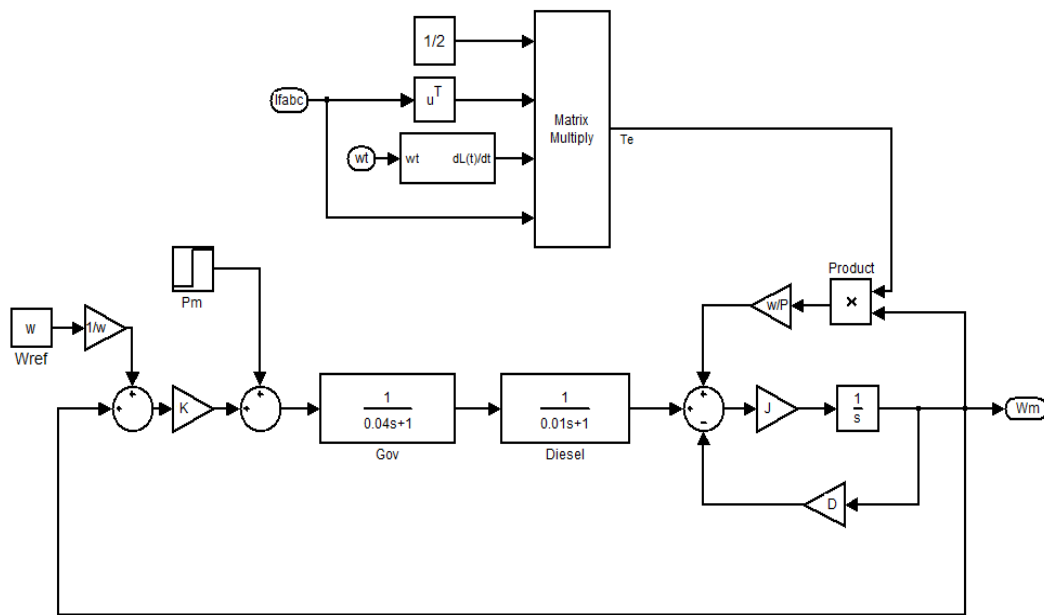 1/2
Ifabc
u^T
wt
wt dL(t)/dt
Matrix
Multiply
Te
Pm
Product
×
w/P
w
Wref
1/w
+
+
K
+
+
1
0.04s+1
Gov
1
0.01s+1
Diesel
+
+
−
J
1
s
Wm
D